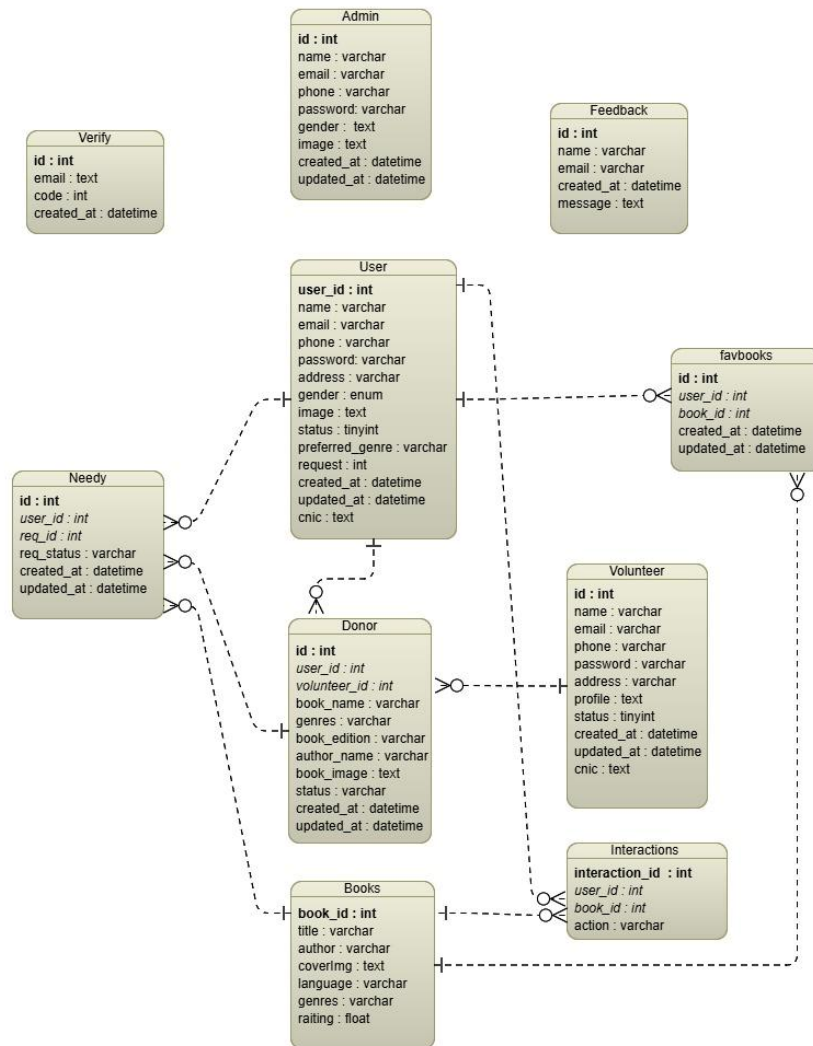 Admin
id : int
name : varchar
email : varchar
phone : varchar
password: varchar
gender : text
image : text
created_at : datetime
updated_at : datetime
Feedback
id : int
name : varchar
email : varchar
created_at : datetime
message : text
Verify
id : int
email : text
code : int
created_at : datetime
User
user_id : int
name : varchar
email : varchar
phone : varchar
password: varchar
address : varchar
gender : enum
image : text
status : tinyint
preferred_genre : varchar
request : int
created_at : datetime
updated_at : datetime
cnic : text
favbooks
id : int
user_id : int
book_id : int
created_at : datetime
updated_at : datetime
Needy
id : int
user_id : int
req_id : int
req_status : varchar
created_at : datetime
updated_at : datetime
Volunteer
id : int
name : varchar
email : varchar
phone : varchar
password : varchar
address : varchar
profile : text
status : tinyint
created_at : datetime
updated_at : datetime
cnic : text
Donor
id : int
user_id : int
volunteer_id : int
book_name : varchar
genres : varchar
book_edition : varchar
author_name : varchar
book_image : text
status : varchar
created_at : datetime
updated_at : datetime
Interactions
interaction_id : int
user_id : int
book_id : int
action : varchar
Books
book_id : int
title : varchar
author : varchar
coverImg : text
language : varchar
genres : varchar
raiting : float